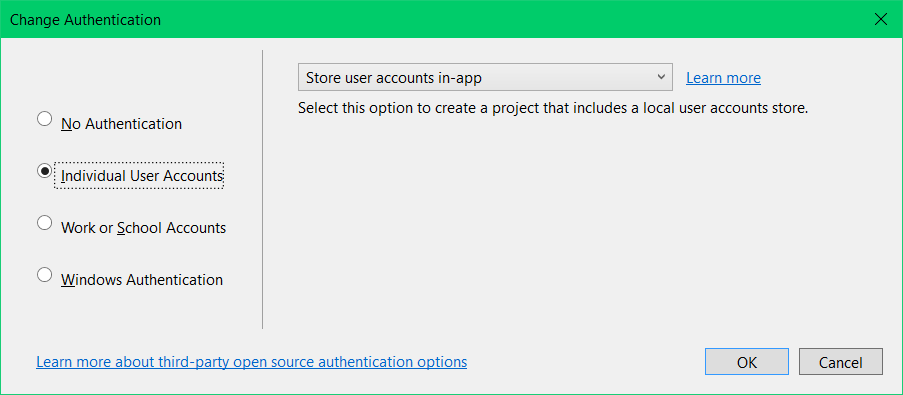 Change Authentication
Store user accounts in-app
Learn more
Select this option to create a project that includes a local user accounts store.
No Authentication
Individual User Accounts
Work or School Accounts
Windows Authentication
Learn more about third-party open source authentication options
OK
Cancel